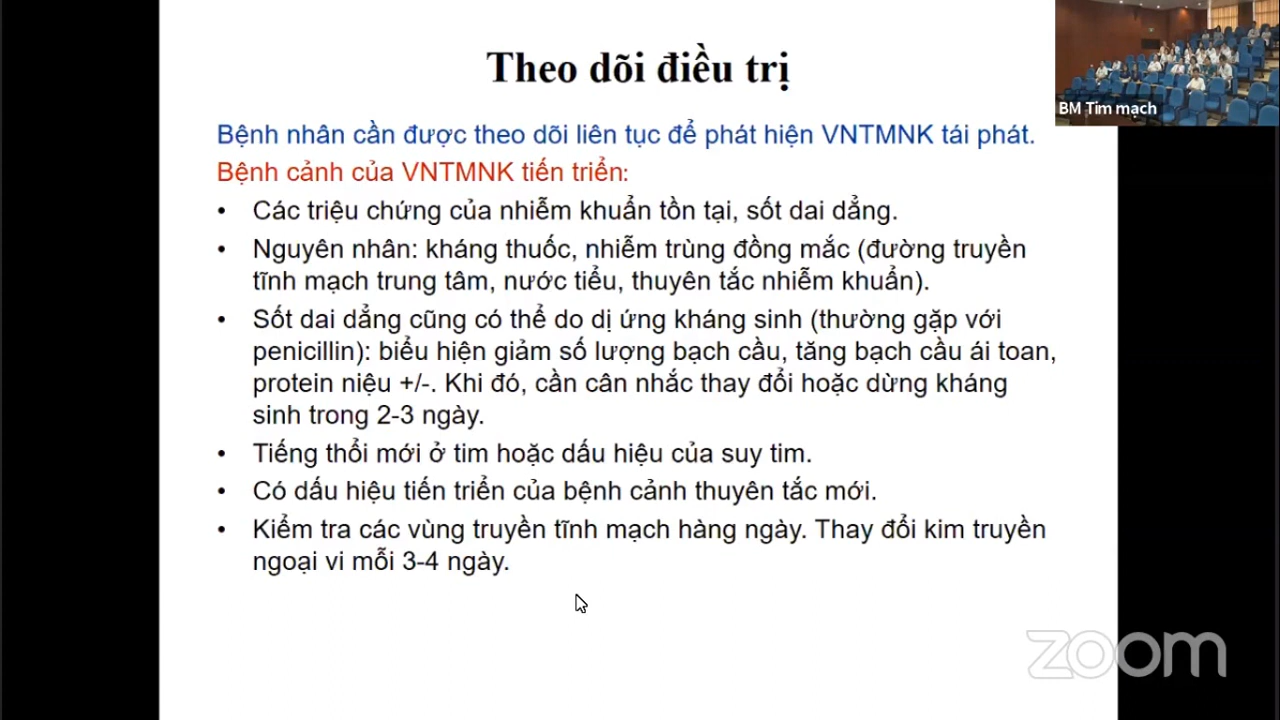 Theo dõi điều trị
BM Tim mạch
Bệnh nhân cần được theo dõi liên tục để phát hiện VNTMNK tái phát.
Bệnh cảnh của VNTMNK tiến triển:
• Các triệu chứng của nhiễm khuẩn tồn tại, sốt dai dẳng.
• Nguyên nhân: kháng thuốc, nhiễm trùng đồng mắc (đường truyền
tĩnh mạch trung tâm, nước tiểu, thuyên tắc nhiễm khuẩn).
• Sốt dai dẳng cũng có thể do dị ứng kháng sinh (thường gặp với
penicillin): biểu hiện giảm số lượng bạch cầu, tăng bạch cầu ái toan,
protein niệu +/-. Khi đó, cần cân nhắc thay đổi hoặc dừng kháng
sinh trong 2-3 ngày.
• Tiếng thổi mới ở tim hoặc dấu hiệu của suy tim.
• Có dấu hiệu tiến triển của bệnh cảnh thuyên tắc mới.
• Kiểm tra các vùng truyền tĩnh mạch hàng ngày. Thay đổi kim truyền
ngoại vi mỗi 3-4 ngày.
zoom